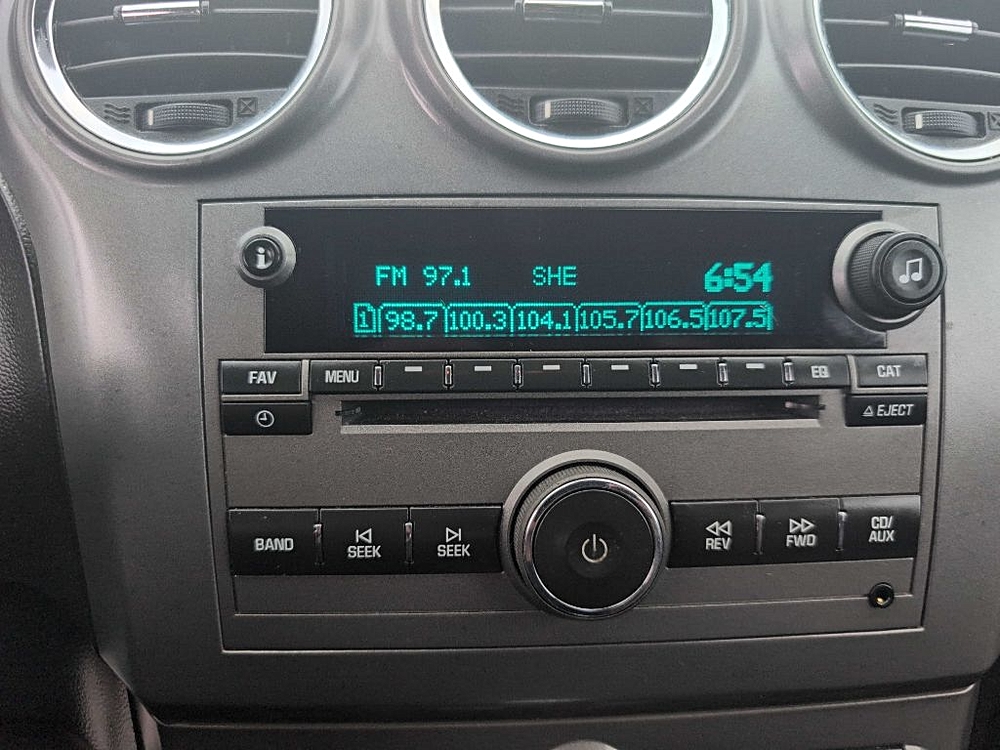 FM 97.1 SHE 6:54
1 98.7 100.3 104.1 105.7 106.5 107.5
FAV MENU EQ CAT
EJECT
BAND SEEK SEEK REV FWD CD/
AUX